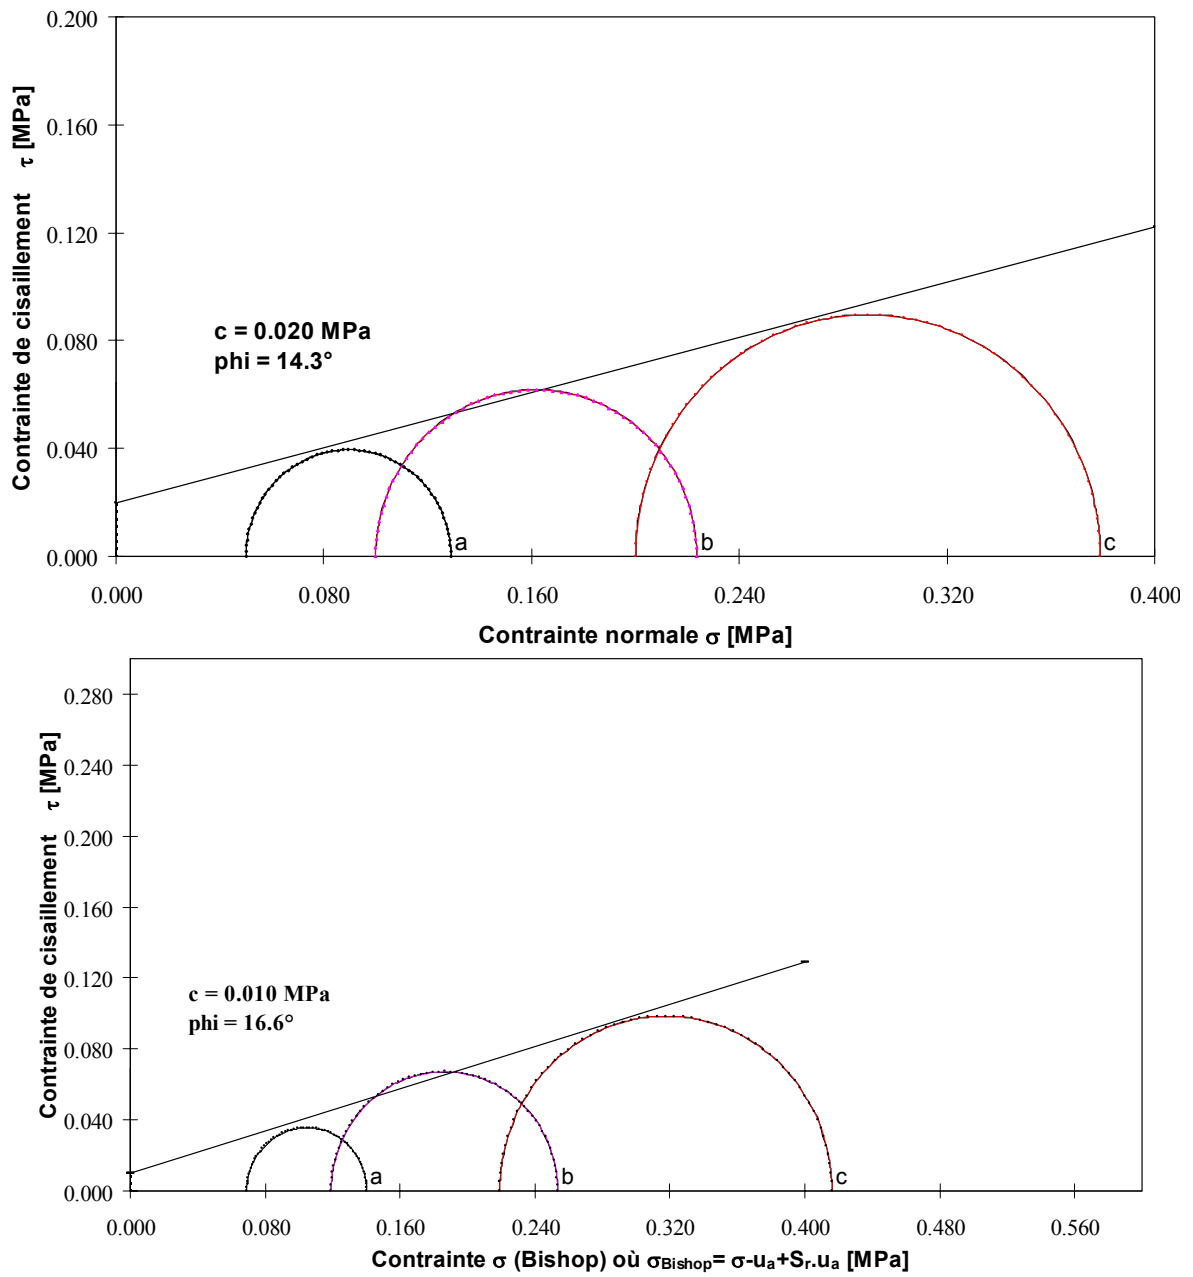 0.200
0.160
0.120
0.080
0.040
0.000
Contrainte de cisaillement τ [MPa]
c = 0.020 MPa
phi = 14.3°
a
b
c
0.000 0.080 0.160 0.240 0.320 0.400
Contrainte normale σ [MPa]
0.280
0.240
0.200
0.160
0.120
0.080
0.040
0.000
Contrainte de cisaillement τ [MPa]
c = 0.010 MPa
phi = 16.6°
a
b
c
0.000 0.080 0.160 0.240 0.320 0.400 0.480 0.560
Contrainte σ (Bishop) où σBishop= σ-ua+Sr.ua [MPa]